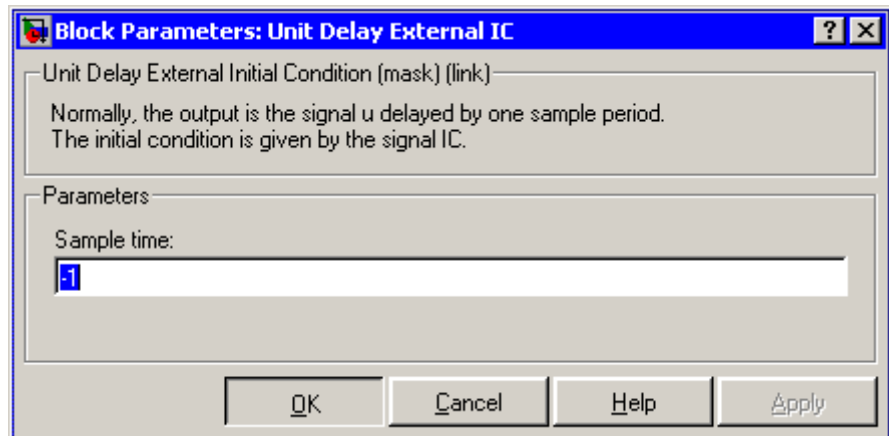 Block Parameters: Unit Delay External IC
Unit Delay External Initial Condition (mask) (link)
Normally, the output is the signal u delayed by one sample period.
The initial condition is given by the signal IC.
Parameters
Sample time:
-1
OK Cancel Help Apply